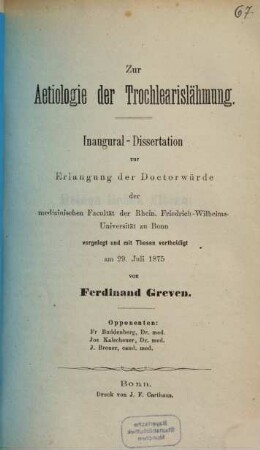 67.
Zur
Aetiologie der Trochlearislähmung.
Inaugural-Dissertation
zur
Erlangung der Doctorwürde
der
medicinischen Facultät der Rhein. Friedrich-Wilhelms-
Universität zu Bonn
vorgelegt und mit Thesen vertheidigt
am 29. Juli 1875
von
Ferdinand Greven.
Opponenten:
Fr Buddenberg, Dr. med.
Jos Kaltheuner, Dr. med.
J. Breuer, cand. med.
Bonn.
Druck von J. F. Carthaus.